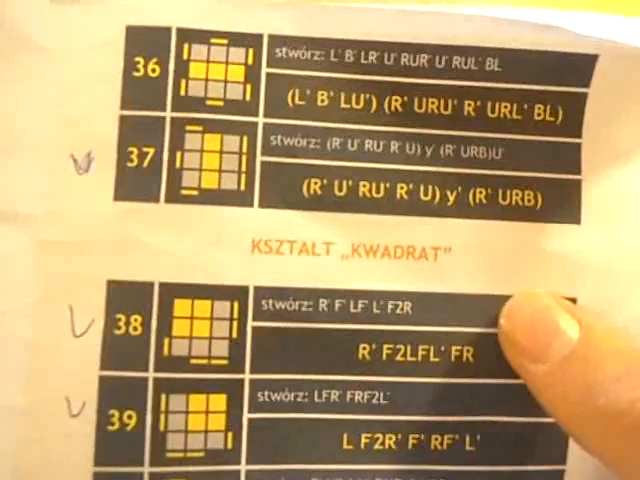 36
stwórz: L' B' LR' U' RUR' U' RUL' BL
(L' B' LU') (R' URU' R' URL' BL)
37
stwórz: (R' U' RU' R' U) y' (R' URB)U'
(R' U' RU' R' U) y' (R' URB)
KSZTAŁT „KWADRAT"
38
stwórz: R' F' LF' L' F2R
R' F2LFL' FR
39
stwórz: LFR' FRF2L'
L F2R' F' RF' L'